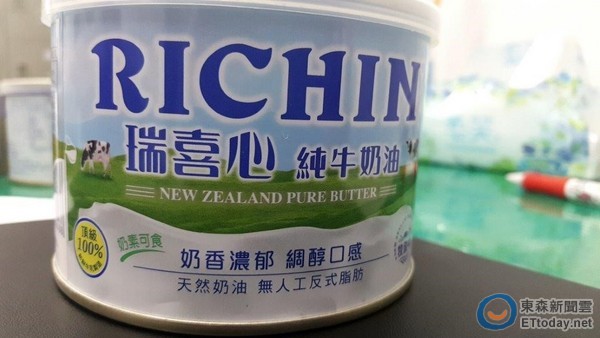 RICHIN
瑞喜心 純牛奶油
NEW ZEALAND PURE BUTTER
頂級
100%
奶素可食
奶香濃郁 綢醇口感
天然奶油 無人工反式脂肪
東森新聞雲
ETtoday.net